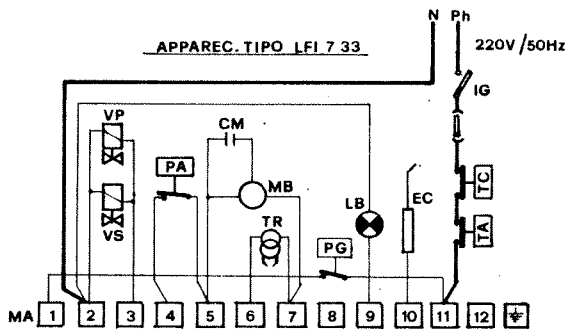 N Ph
APPAREC. TIPO LFI 7 33
220V/50Hz
IG
VP
CM
PA
TC
MB
EC
LB
TR
TA
VS
PG
MA 1 2 3 4 5 6 7 8 9 10 11 12